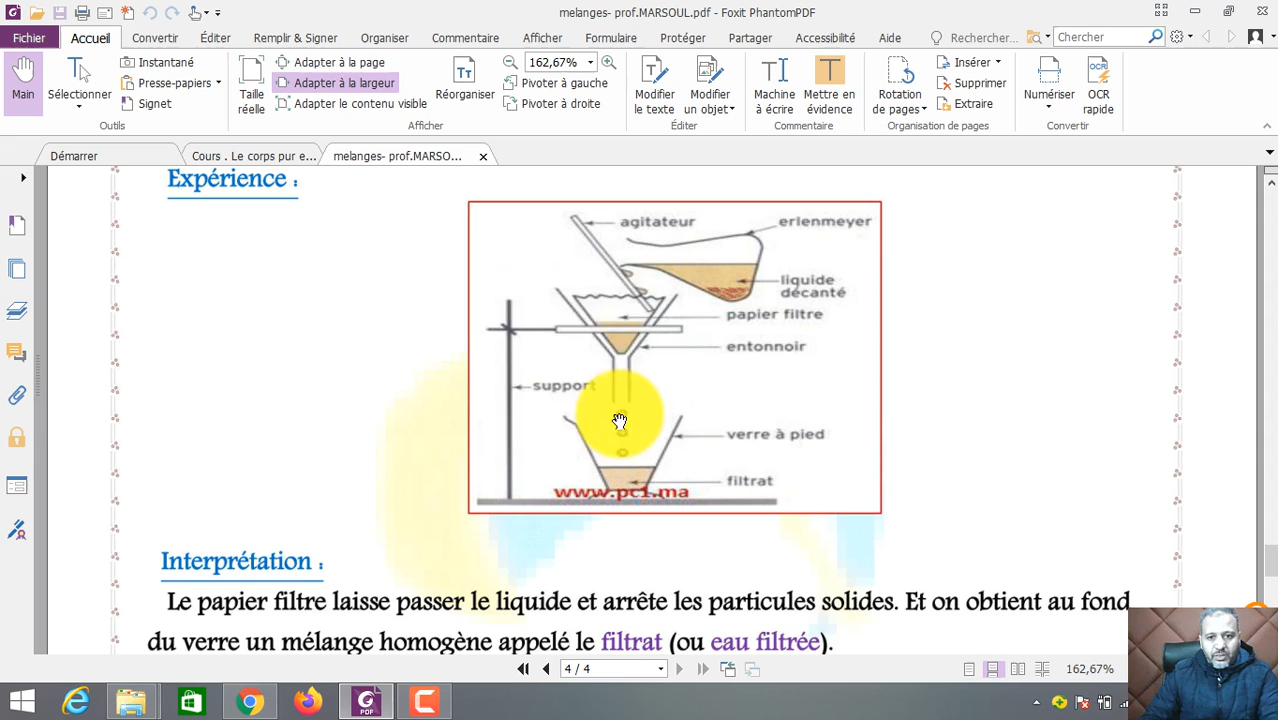 melanges- prof.MARSOUL.pdf - Foxit PhantomPDF
Fichier Accueil Convertir Éditer Remplir & Signer Organiser Commentaire Afficher Formulaire Protéger Partager Accessibilité Aide Rechercher... Chercher
Main
Sélectionner
Instantané
Presse-papiers
Signet
Outils
Taille réelle
Adapter à la page
Adapter à la largeur
Adapter le contenu visible
Réorganiser
162,67%
Pivoter à gauche
Pivoter à droite
Afficher
Modifier le texte
Modifier un objet
Éditer
Machine à écrire
Mettre en évidence
Commentaire
Rotation de pages
Insérer
Supprimer
Extraire
Organisation de pages
Numériser
OCR rapide
Convertir
Démarrer
Cours . Le corps pur e...
melanges- prof.MARSO...
Expérience :
agitateur
erlenmeyer
liquide
décanté
papier filtre
entonnoir
support
verre à pied
filtrat
www.pc1.ma
Interprétation :
Le papier filtre laisse passer le liquide et arrête les particules solides. Et on obtient au fond
du verre un mélange homogène appelé le filtrat (ou eau filtrée).
4 / 4
162,67%
PDF